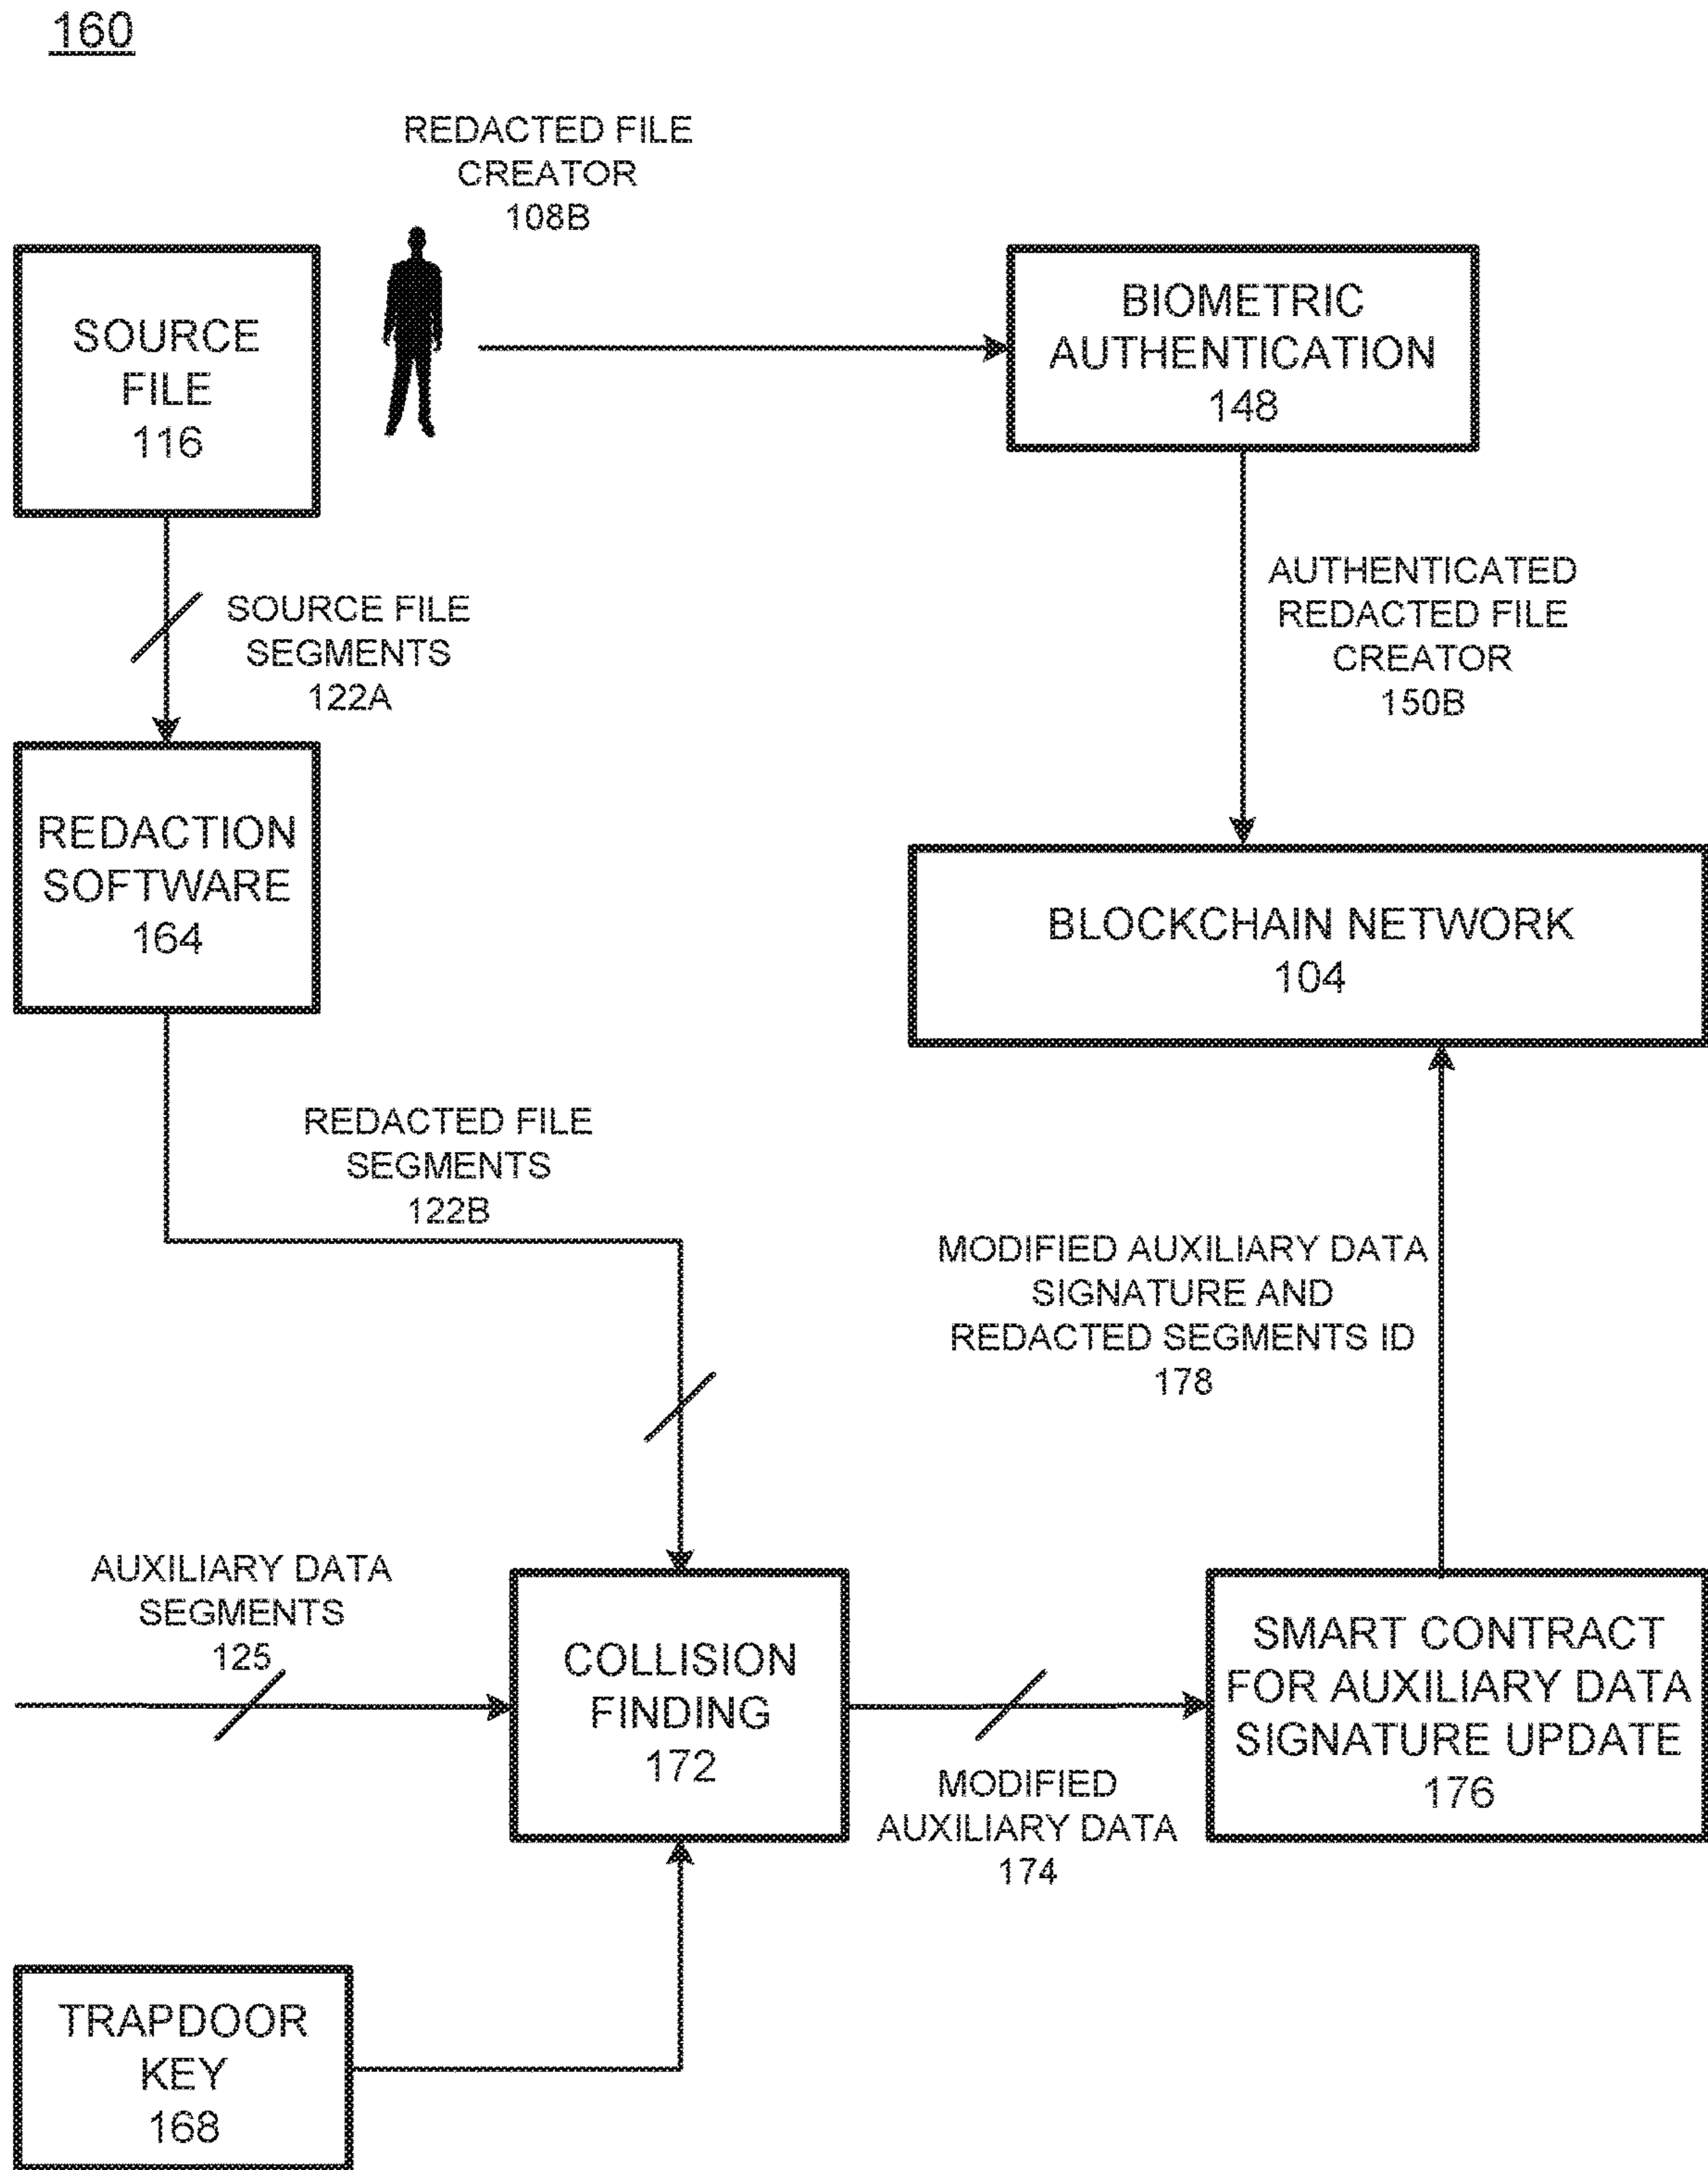 160
REDACTED FILE
CREATOR
108B
SOURCE
FILE
116
BIOMETRIC
AUTHENTICATION
148
SOURCE FILE
SEGMENTS
122A
AUTHENTICATED
REDACTED FILE
CREATOR
150B
REDACTION
SOFTWARE
164
BLOCKCHAIN NETWORK
104
REDACTED FILE
SEGMENTS
122B
MODIFIED AUXILIARY DATA
SIGNATURE AND
REDACTED SEGMENTS ID
178
AUXILIARY DATA
SEGMENTS
125
COLLISION
FINDING
172
MODIFIED
AUXILIARY DATA
174
SMART CONTRACT
FOR AUXILIARY DATA
SIGNATURE UPDATE
176
TRAPDOOR
KEY
168